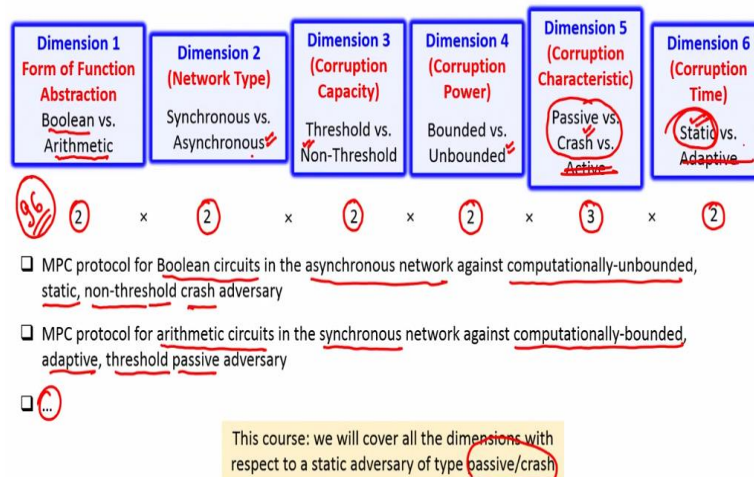 Dimension 1
Form of Function
Abstraction
Boolean vs.
Arithmetic
Dimension 2
(Network Type)
Synchronous vs.
Asynchronous
Dimension 3
(Corruption
Capacity)
Threshold vs.
Non-Threshold
Dimension 4
(Corruption
Power)
Bounded vs.
Unbounded
Dimension 5
(Corruption
Characteristic)
Passive vs.
Crash vs.
Active
Dimension 6
(Corruption
Time)
Static vs.
Adaptive
96 2 x 2 x 2 x 2 x 3 x 2
MPC protocol for Boolean circuits in the asynchronous network against computationally-unbounded,
static, non-threshold crash adversary
MPC protocol for arithmetic circuits in the synchronous network against computationally-bounded,
adaptive, threshold passive adversary
...
This course: we will cover all the dimensions with
respect to a static adversary of type passive/crash